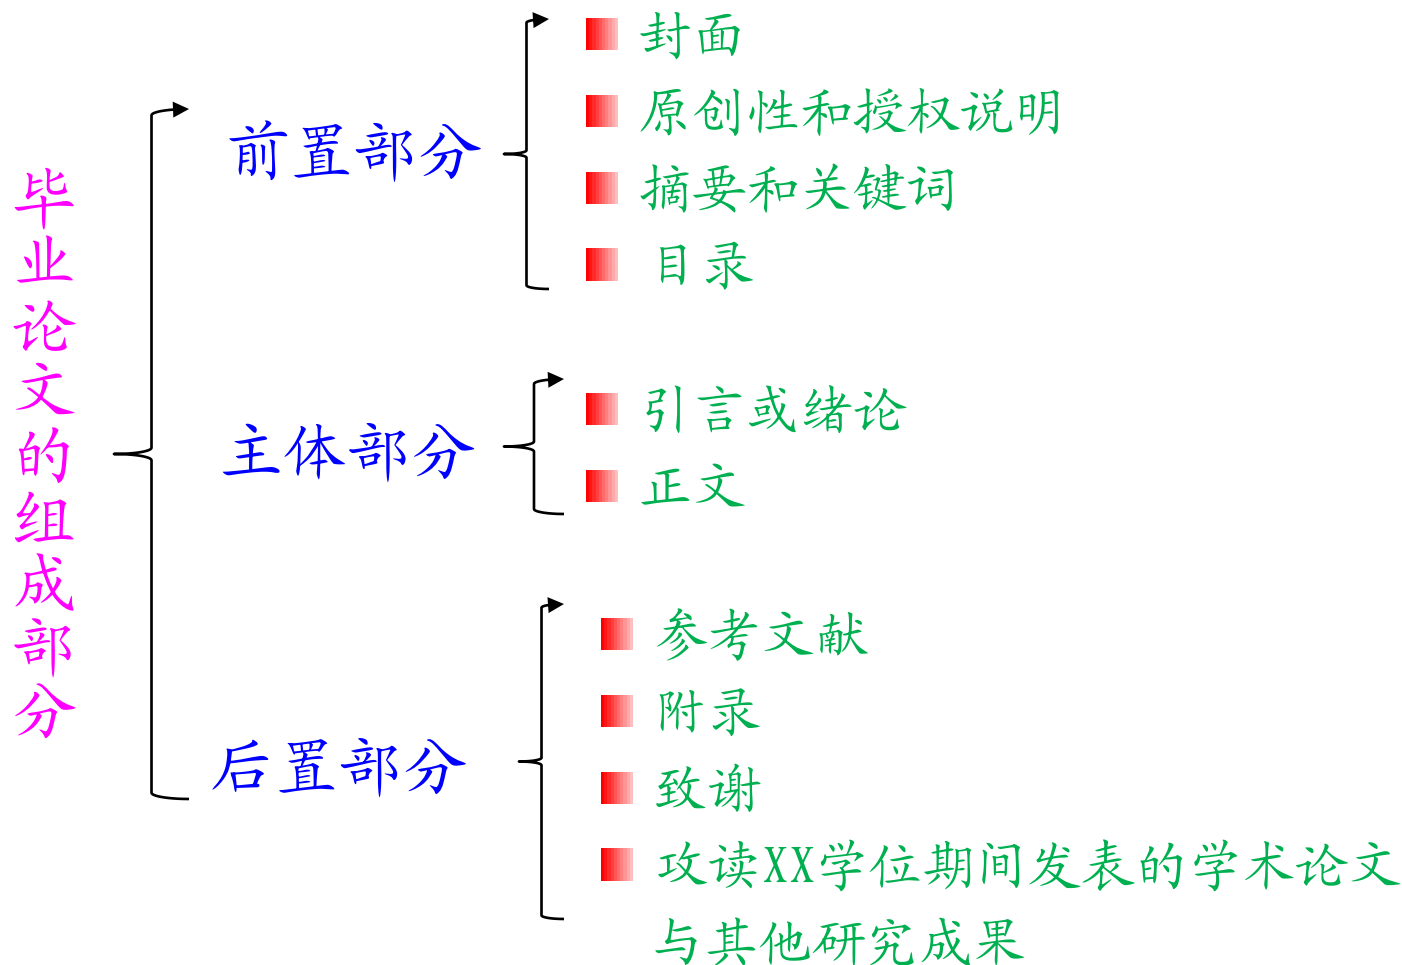 毕业论文的组成部分
前置部分
封面
原创性和授权说明
摘要和关键词
目录
主体部分
引言或绪论
正文
后置部分
参考文献
附录
致谢
攻读XX学位期间发表的学术论文
与其他研究成果